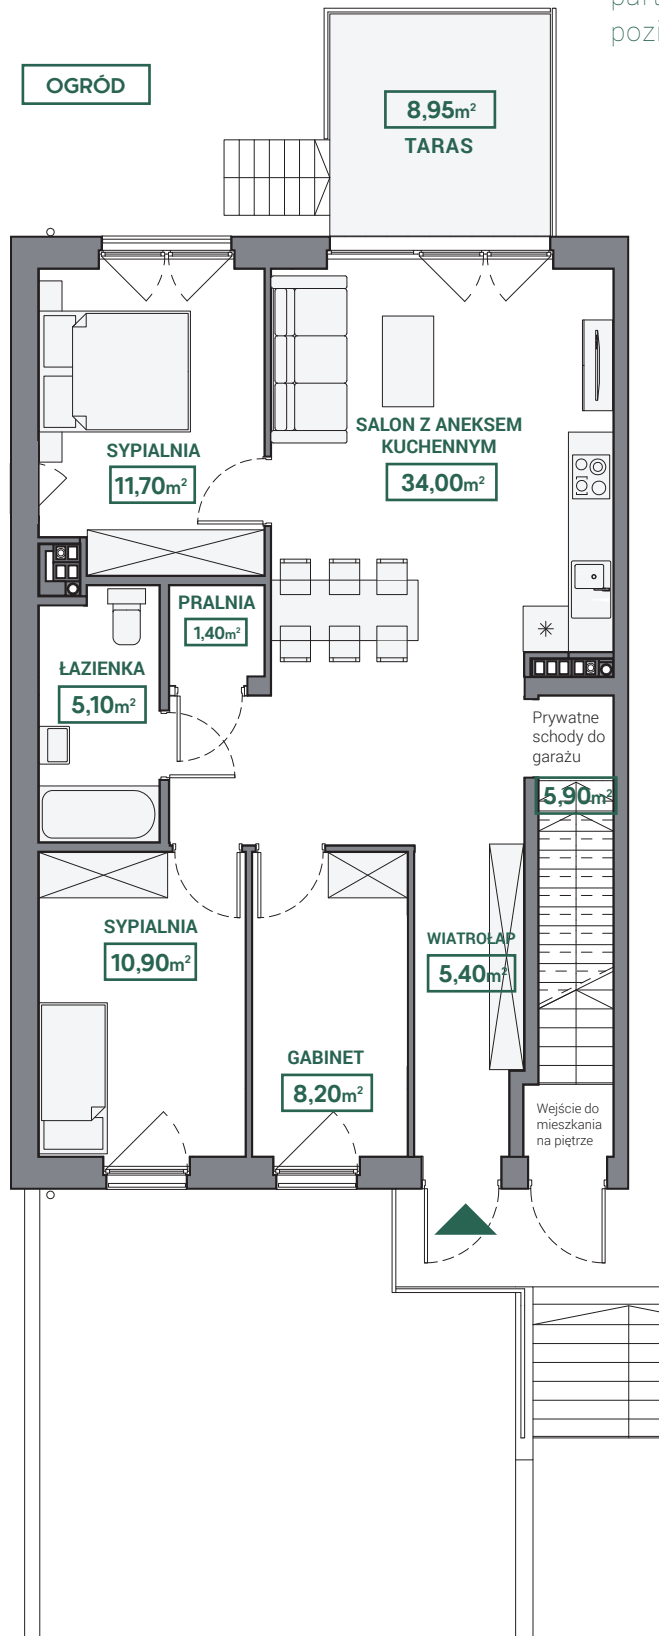 OGRÓD
8,95m²
TARAS
SYPIALNIA
11,70m²
SALON Z ANEKSEM
KUCHENNYM
34,00m²
PRALNIA
1,40m²
ŁAZIENKA
5,10m²
Prywatne
schody do
garażu
5,90m²
SYPIALNIA
10,90m²
WIATROŁAP
5,40m²
GABINET
8,20m²
Wejście do
mieszkania
na piętrze